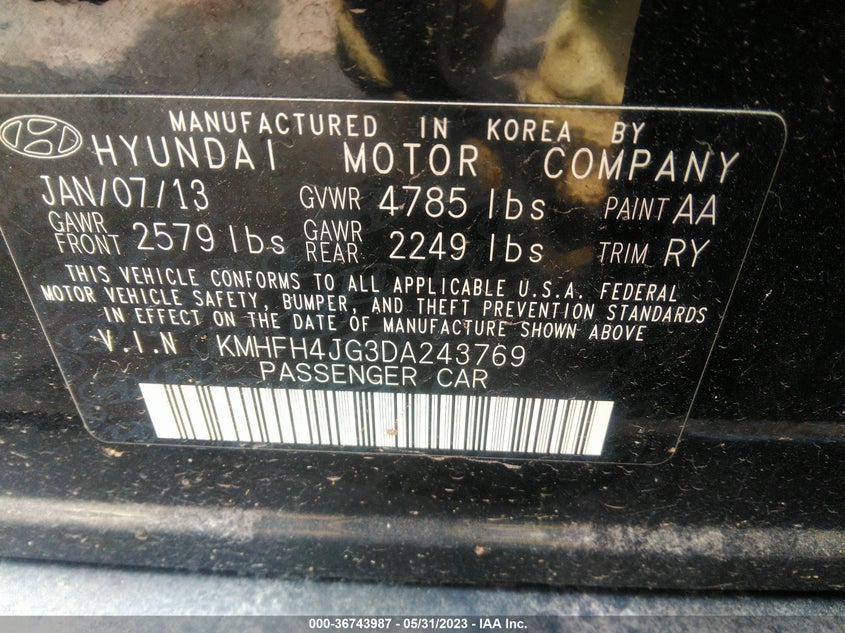 MANUFACTURED IN KOREA BY
HYUNDAI MOTOR COMPANY
JAN/07/13 GVWR 4785 lbs PAINT AA
GAWR FRONT 2579 lbs GAWR REAR 2249 lbs TRIM RY
THIS VEHICLE CONFORMS TO ALL APPLICABLE U.S.A. FEDERAL
MOTOR VEHICLE SAFETY, BUMPER, AND THEFT PREVENTION STANDARDS
IN EFFECT ON THE DATE OF MANUFACTURE SHOWN ABOVE
V.I.N KMHFH4JG3DA243769
PASSENGER CAR
000-36743987 - 05/31/2023 - IAA Inc.